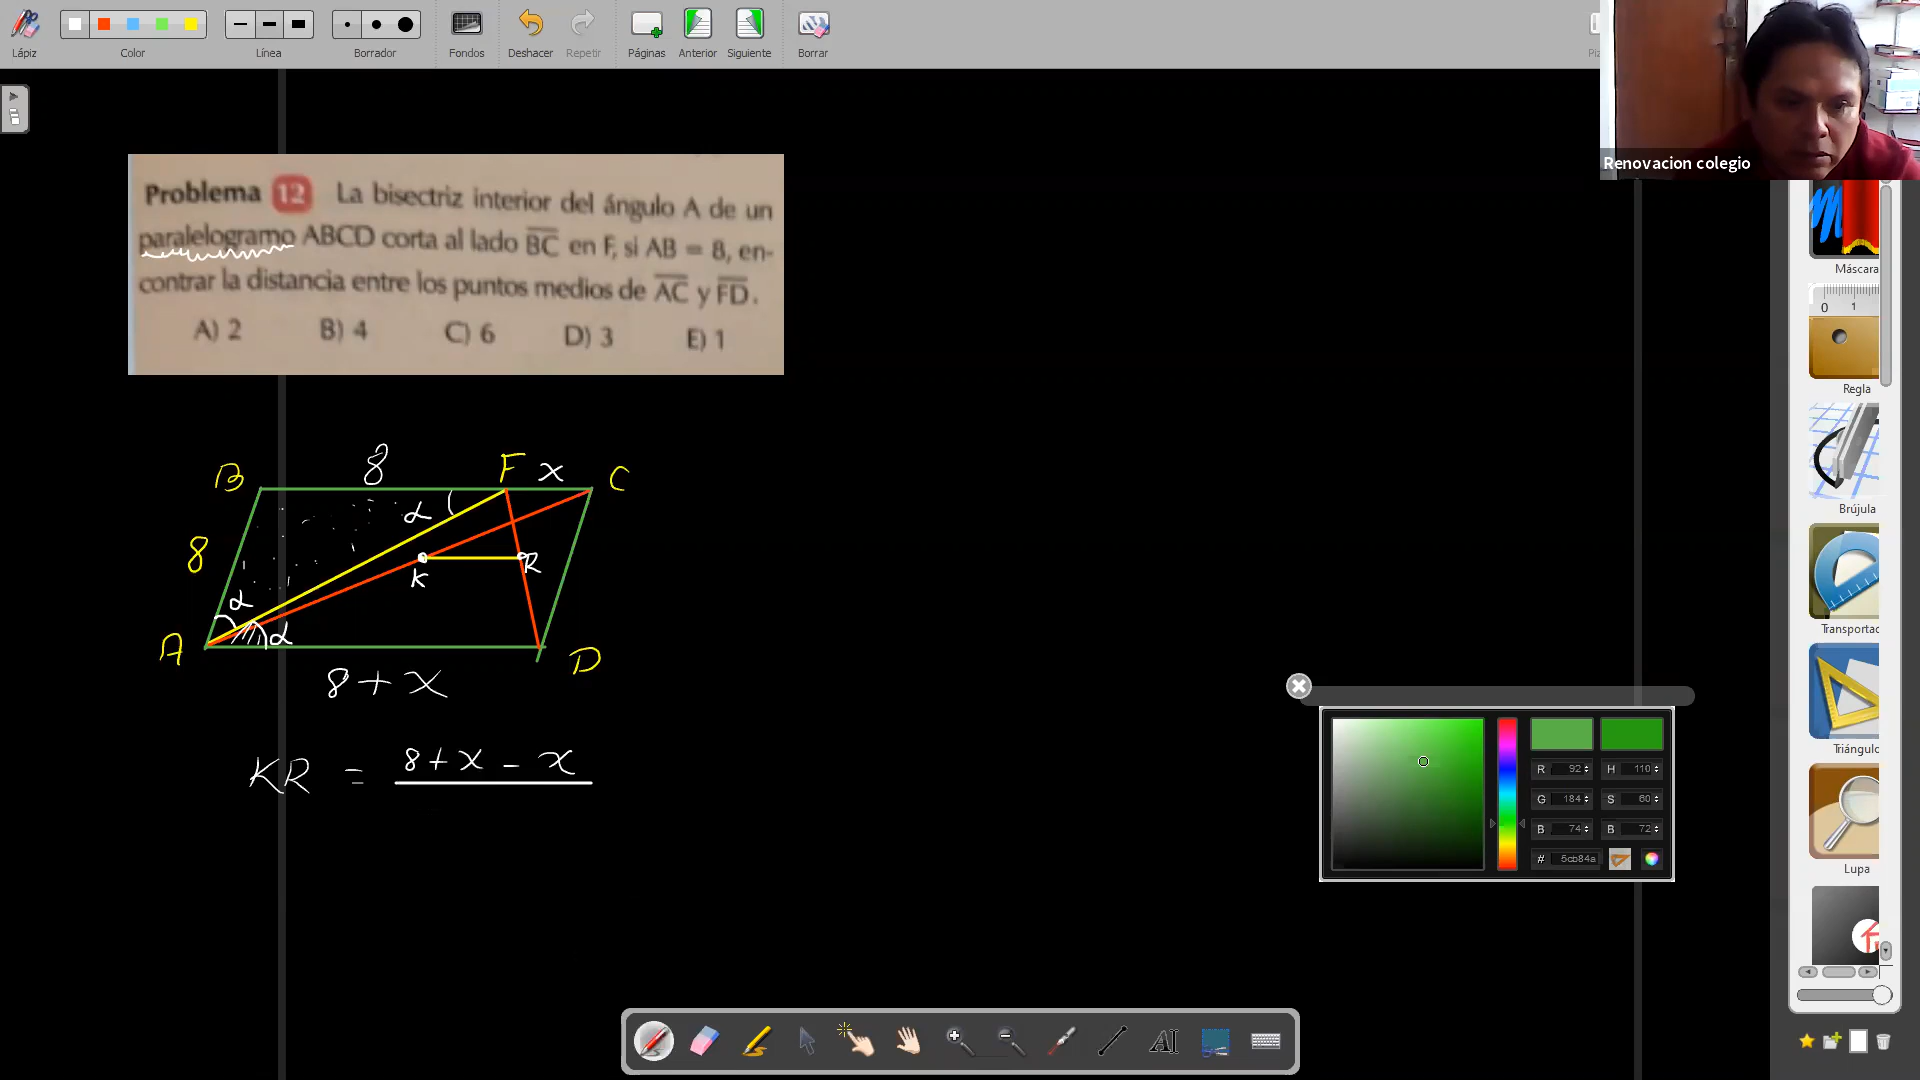 Lápiz
Color
Línea
Borrador
Fondos
Deshacer
Repetir
Páginas
Anterior
Siguiente
Borrar
Renovacion colegio
Problema 12 La bisectriz interior del ángulo A de un
paralelogramo ABCD corta al lado BC en F, si AB = 8, en-
contrar la distancia entre los puntos medios de AC y FD.
A) 2 B) 4 C) 6 D) 3 E) 1
B 8 F x C
α
8
K R
α
A α D
8 + x
KR = 8 + x - x
Máscara
0 1
Regla
Brújula
Transportac
Triángulo
Lupa
R 92 H 110
G 184 S 60
B 74 B 72
# 5cb84a
AI